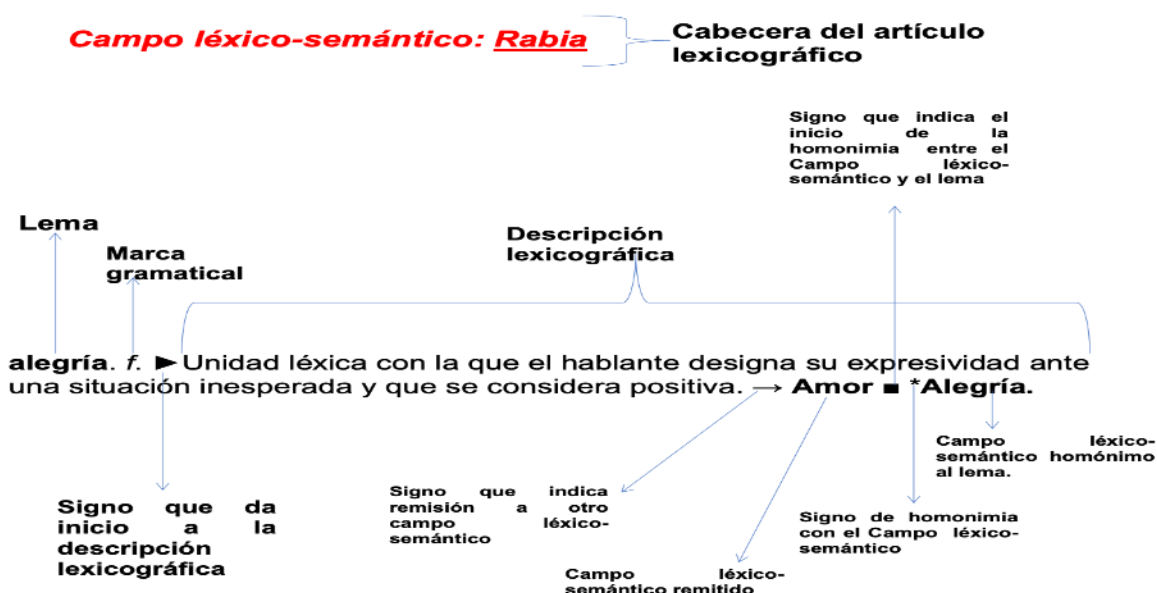 Campo léxico-semántico: Rabia
Cabecera del artículo
lexicográfico
Signo que indica el
inicio de la
homonimia entre el
Campo léxico-
semántico y el lema
Lema
Marca
gramatical
Descripción
lexicográfica
alegría. f. ► Unidad léxica con la que el hablante designa su expresividad ante
una situación inesperada y que se considera positiva. → Amor ■ *Alegría.
Campo léxico-
semántico homónimo
al lema.
Signo que da
inicio a la
descripción
lexicográfica
Signo que indica
remisión a otro
campo léxico-
semántico
Signo de homonimia
con el Campo léxico-
semántico
Campo léxico-
semántico remitido